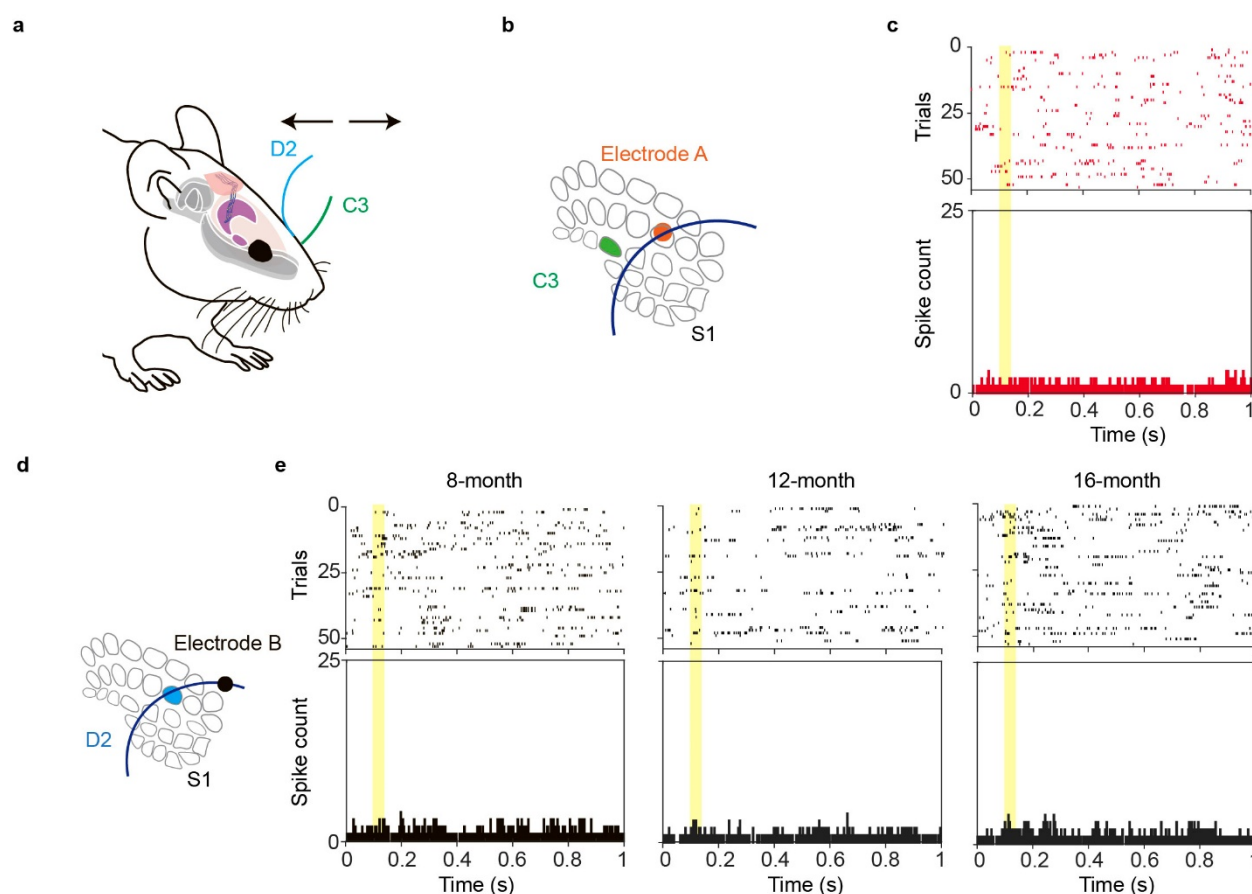 a
b
c
D2
C3
Electrode A
C3
S1
0
25
50
Trials
25
0
Spike count
0 0.2 0.4 0.6 0.8 1
Time (s)
d
e
Electrode B
D2
S1
8-month
12-month
16-month
0
25
50
Trials
25
0
Spike count
0 0.2 0.4 0.6 0.8 1
0 0.2 0.4 0.6 0.8 1
0 0.2 0.4 0.6 0.8 1
Time (s)
Time (s)
Time (s)